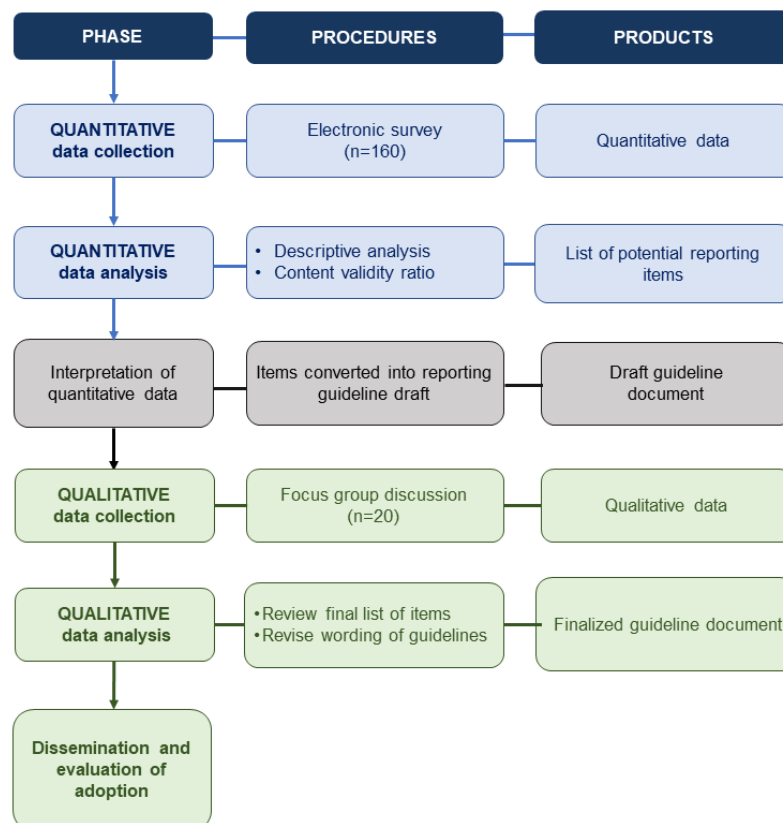 PHASE
PROCEDURES
PRODUCTS
QUANTITATIVE
data collection
Electronic survey
(n=160)
Quantitative data
QUANTITATIVE
data analysis
• Descriptive analysis
• Content validity ratio
List of potential reporting
items
Interpretation of
quantitative data
Items converted into reporting
guideline draft
Draft guideline
document
QUALITATIVE
data collection
Focus group discussion
(n=20)
Qualitative data
QUALITATIVE
data analysis
•Review final list of items
•Revise wording of guidelines
Finalized guideline document
Dissemination and
evaluation of
adoption